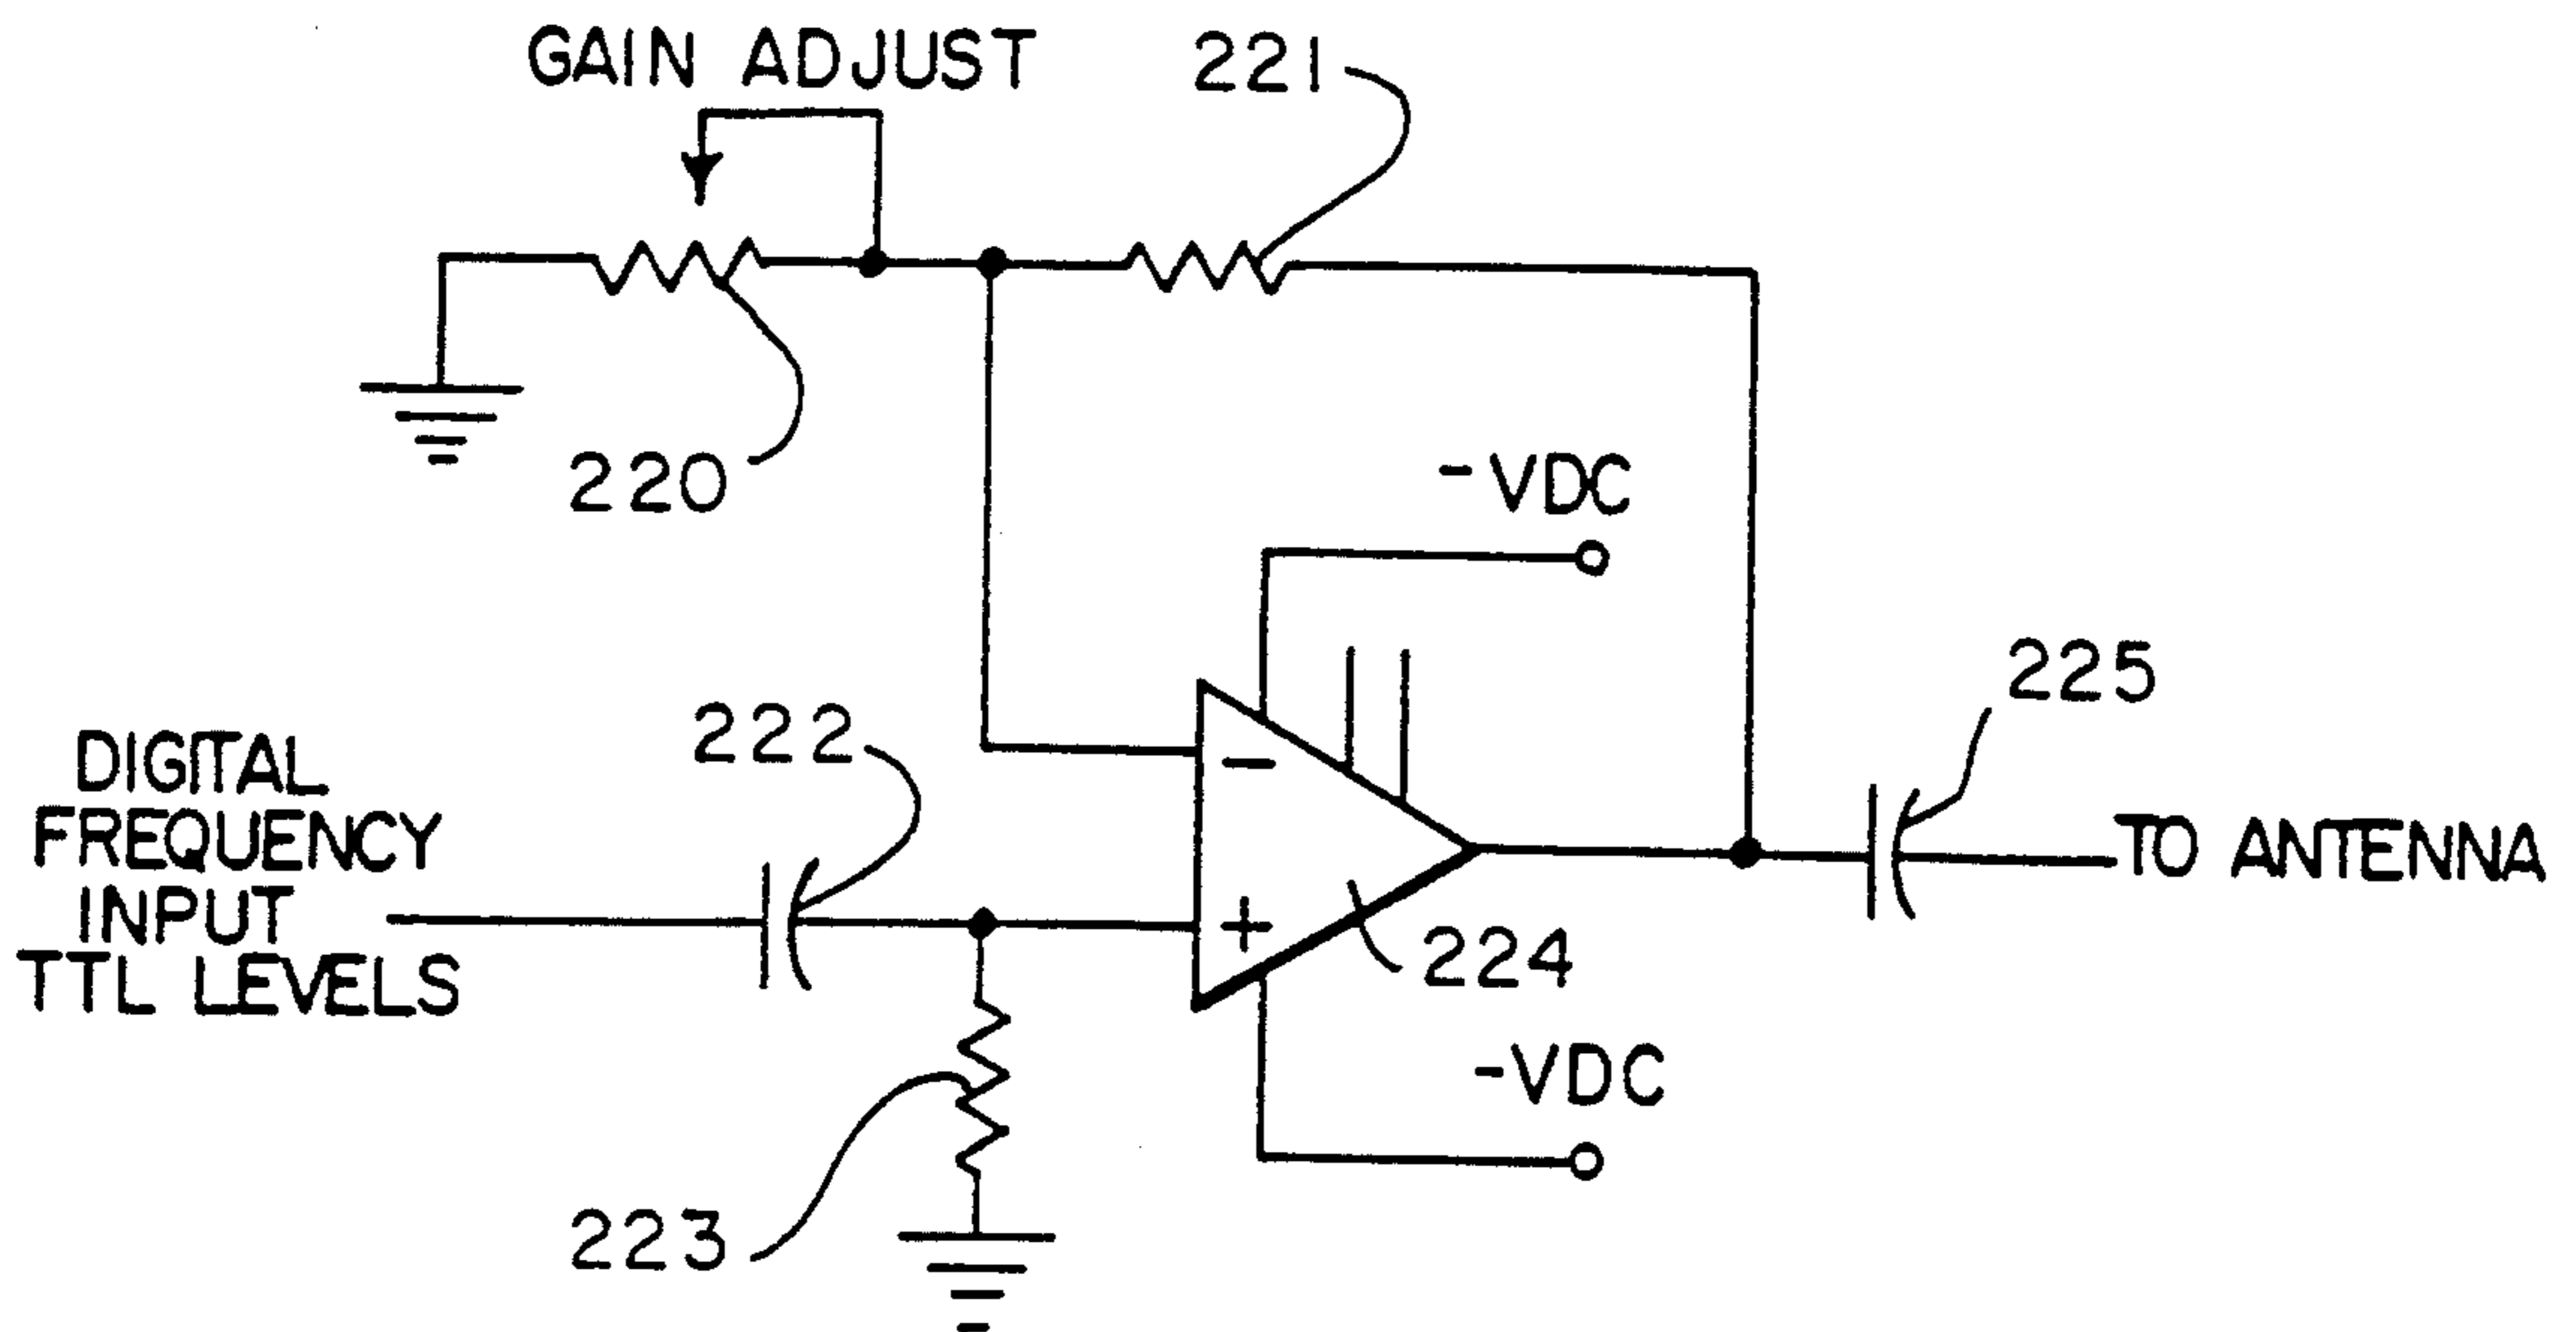 GAIN ADJUST
221
220
-VDC
225
222
DIGITAL
FREQUENCY
INPUT
TTL LEVELS
−
+
224
TO ANTENNA
-VDC
223